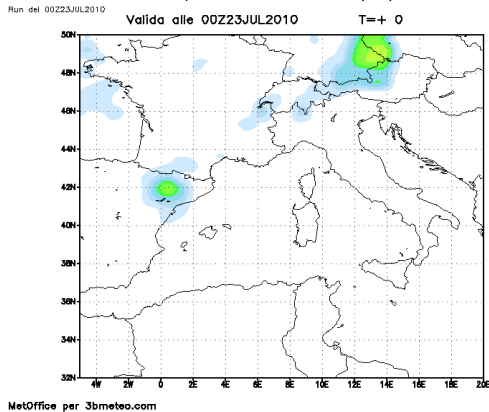 Run del 00Z23JUL2010
Valida alle 00Z23JUL2010 T=+ 0
50N
48N
46N
44N
42N
40N
38N
36N
34N
32N
4W 2W 0 2E 4E 6E 8E 10E 12E 14E 16E 18E 20E
MetOffice per 3bmeteo.com